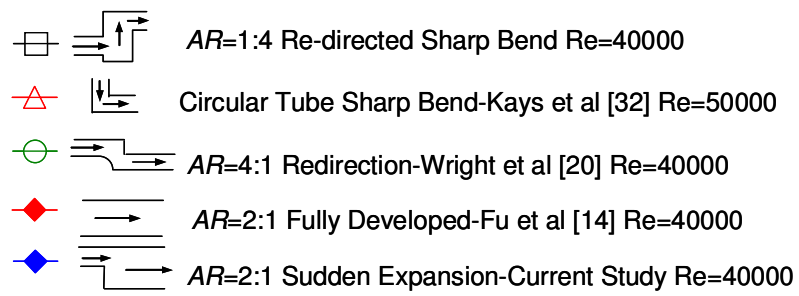 AR=1:4 Re-directed Sharp Bend Re=40000
Circular Tube Sharp Bend-Kays et al [32] Re=50000
AR=4:1 Redirection-Wright et al [20] Re=40000
AR=2:1 Fully Developed-Fu et al [14] Re=40000
AR=2:1 Sudden Expansion-Current Study Re=40000